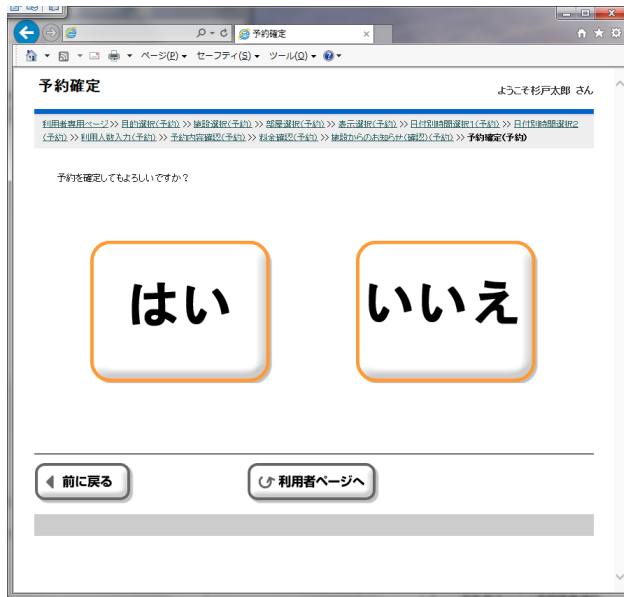 予約確定
ページ(P) セーフティ(S) ツール(O)
予約確定
ようこそ杉戸太郎 さん
利用者専用ページ >> 目的選択(予約) >> 施設選択(予約) >> 部屋選択(予約) >> 表示選択(予約) >> 日付別時間選択1(予約) >> 日付別時間選択2
(予約) >> 利用人数入力(予約) >> 予約内容確認(予約) >> 料金確認(予約) >> 施設からのお知らせ(確認)(予約) >> 予約確定(予約)
予約を確定してもよろしいですか?
はい
いいえ
前に戻る
利用者ページへ